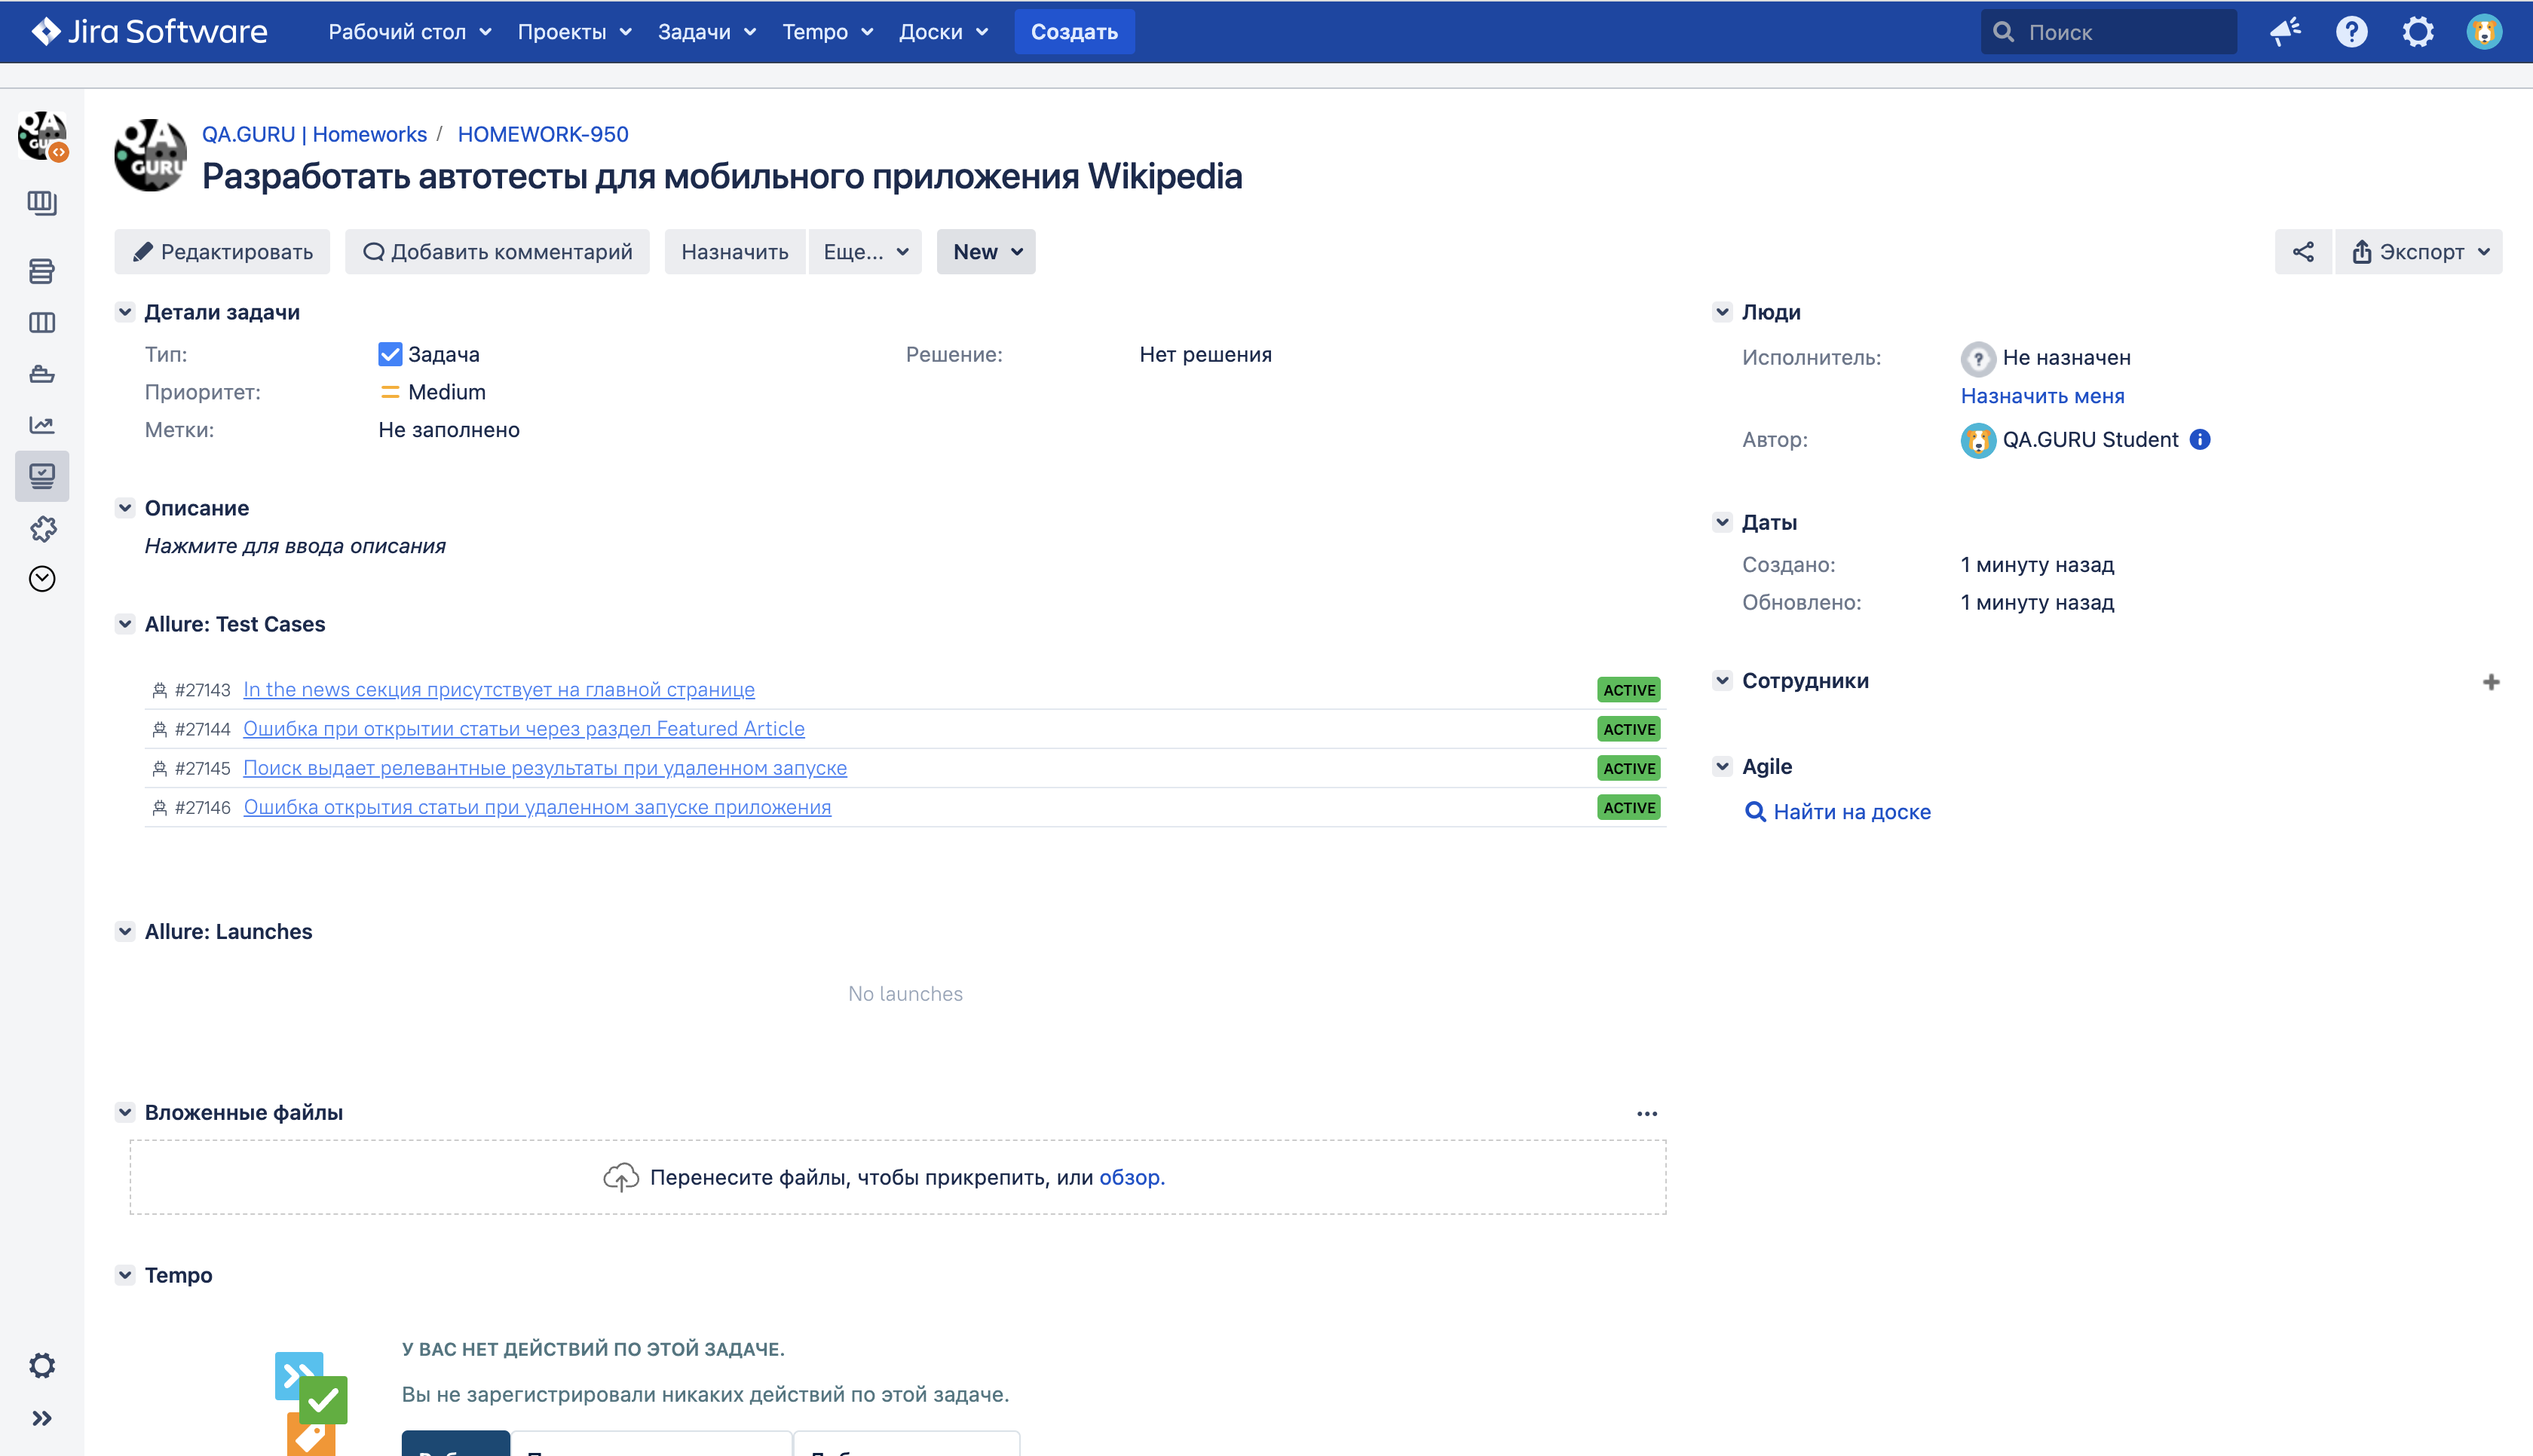 Jira Software Рабочий стол Проекты Задачи Tempo Доски Создать Поиск
QA GURU
QA.GURU | Homeworks / HOMEWORK-950
Разработать автотесты для мобильного приложения Wikipedia
Редактировать Добавить комментарий Назначить Еще... New Экспорт
Детали задачи
Тип: Задача Решение: Нет решения
Приоритет: Medium
Метки: Не заполнено
Описание
Нажмите для ввода описания
Allure: Test Cases
#27143 In the news секция присутствует на главной странице ACTIVE
#27144 Ошибка при открытии статьи через раздел Featured Article ACTIVE
#27145 Поиск выдает релевантные результаты при удаленном запуске ACTIVE
#27146 Ошибка открытия статьи при удаленном запуске приложения ACTIVE
Allure: Launches
No launches
Вложенные файлы
Перенесите файлы, чтобы прикрепить, или обзор.
Tempo
У ВАС НЕТ ДЕЙСТВИЙ ПО ЭТОЙ ЗАДАЧЕ.
Вы не зарегистрировали никаких действий по этой задаче.
Люди
Исполнитель: Не назначен
Назначить меня
Автор: QA.GURU Student
Даты
Создано: 1 минуту назад
Обновлено: 1 минуту назад
Сотрудники
Agile
Найти на доске